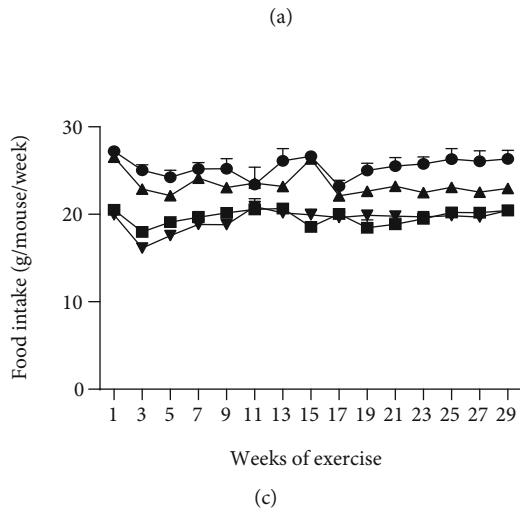 (a)
30
20
10
0
Food intake (g/mouse/week)
1 3 5 7 9 11 13 15 17 19 21 23 25 27 29
Weeks of exercise
(c)